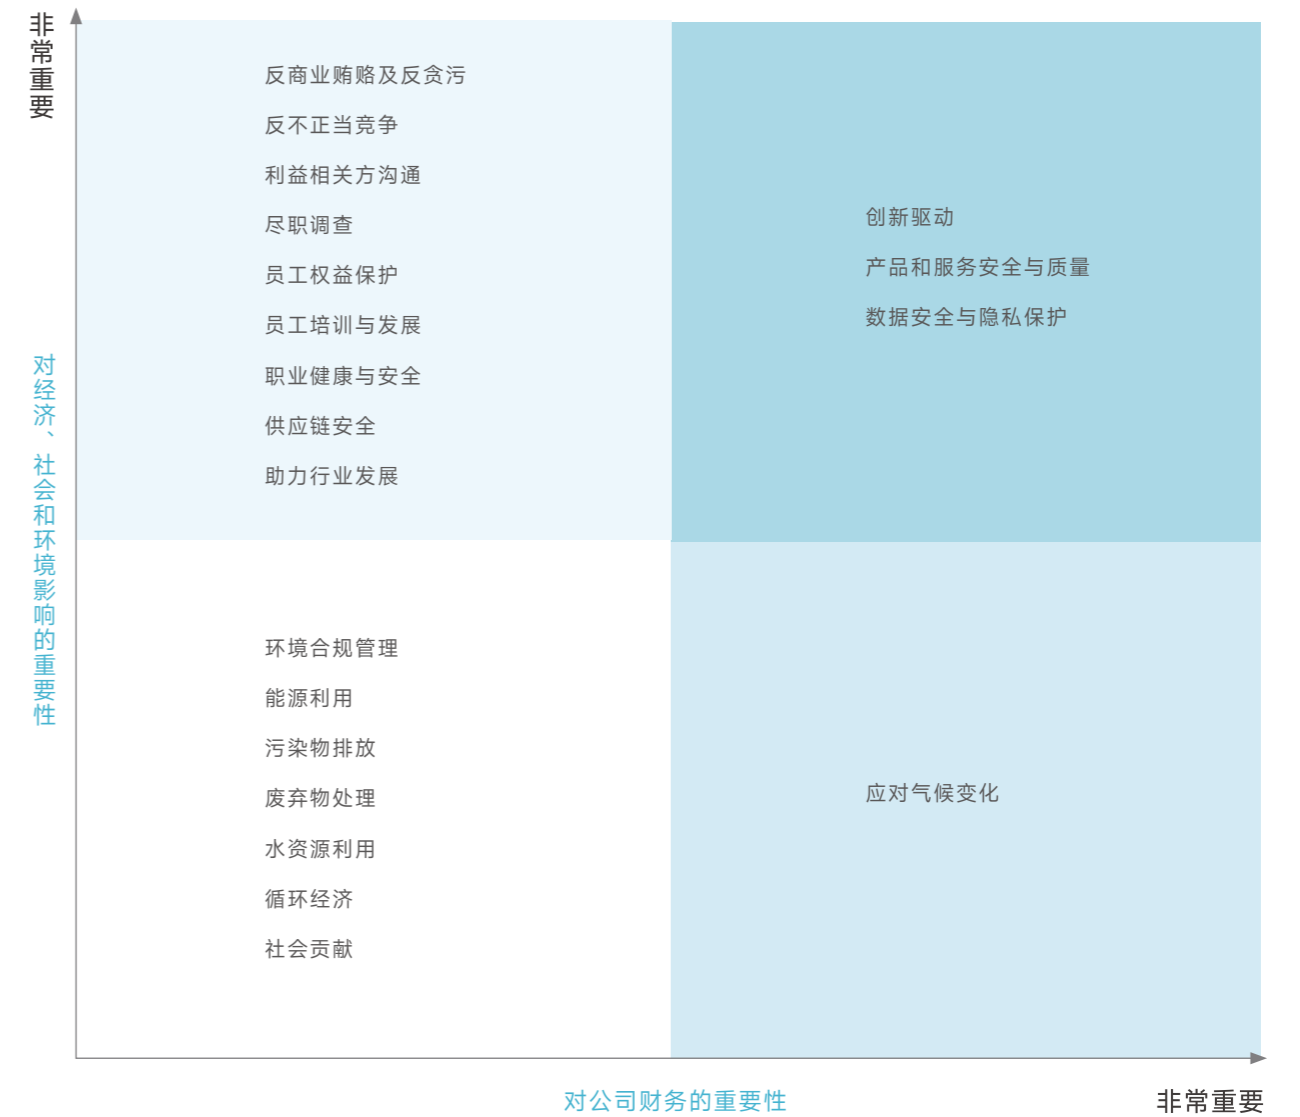 非常重要
对经济、社会和环境影响的重要性
反商业贿赂及反贪污
反不正当竞争
利益相关方沟通
尽职调查
员工权益保护
员工培训与发展
职业健康与安全
供应链安全
助力行业发展
创新驱动
产品和服务安全与质量
数据安全与隐私保护
环境合规管理
能源利用
污染物排放
废弃物处理
水资源利用
循环经济
社会贡献
应对气候变化
对公司财务的重要性
非常重要